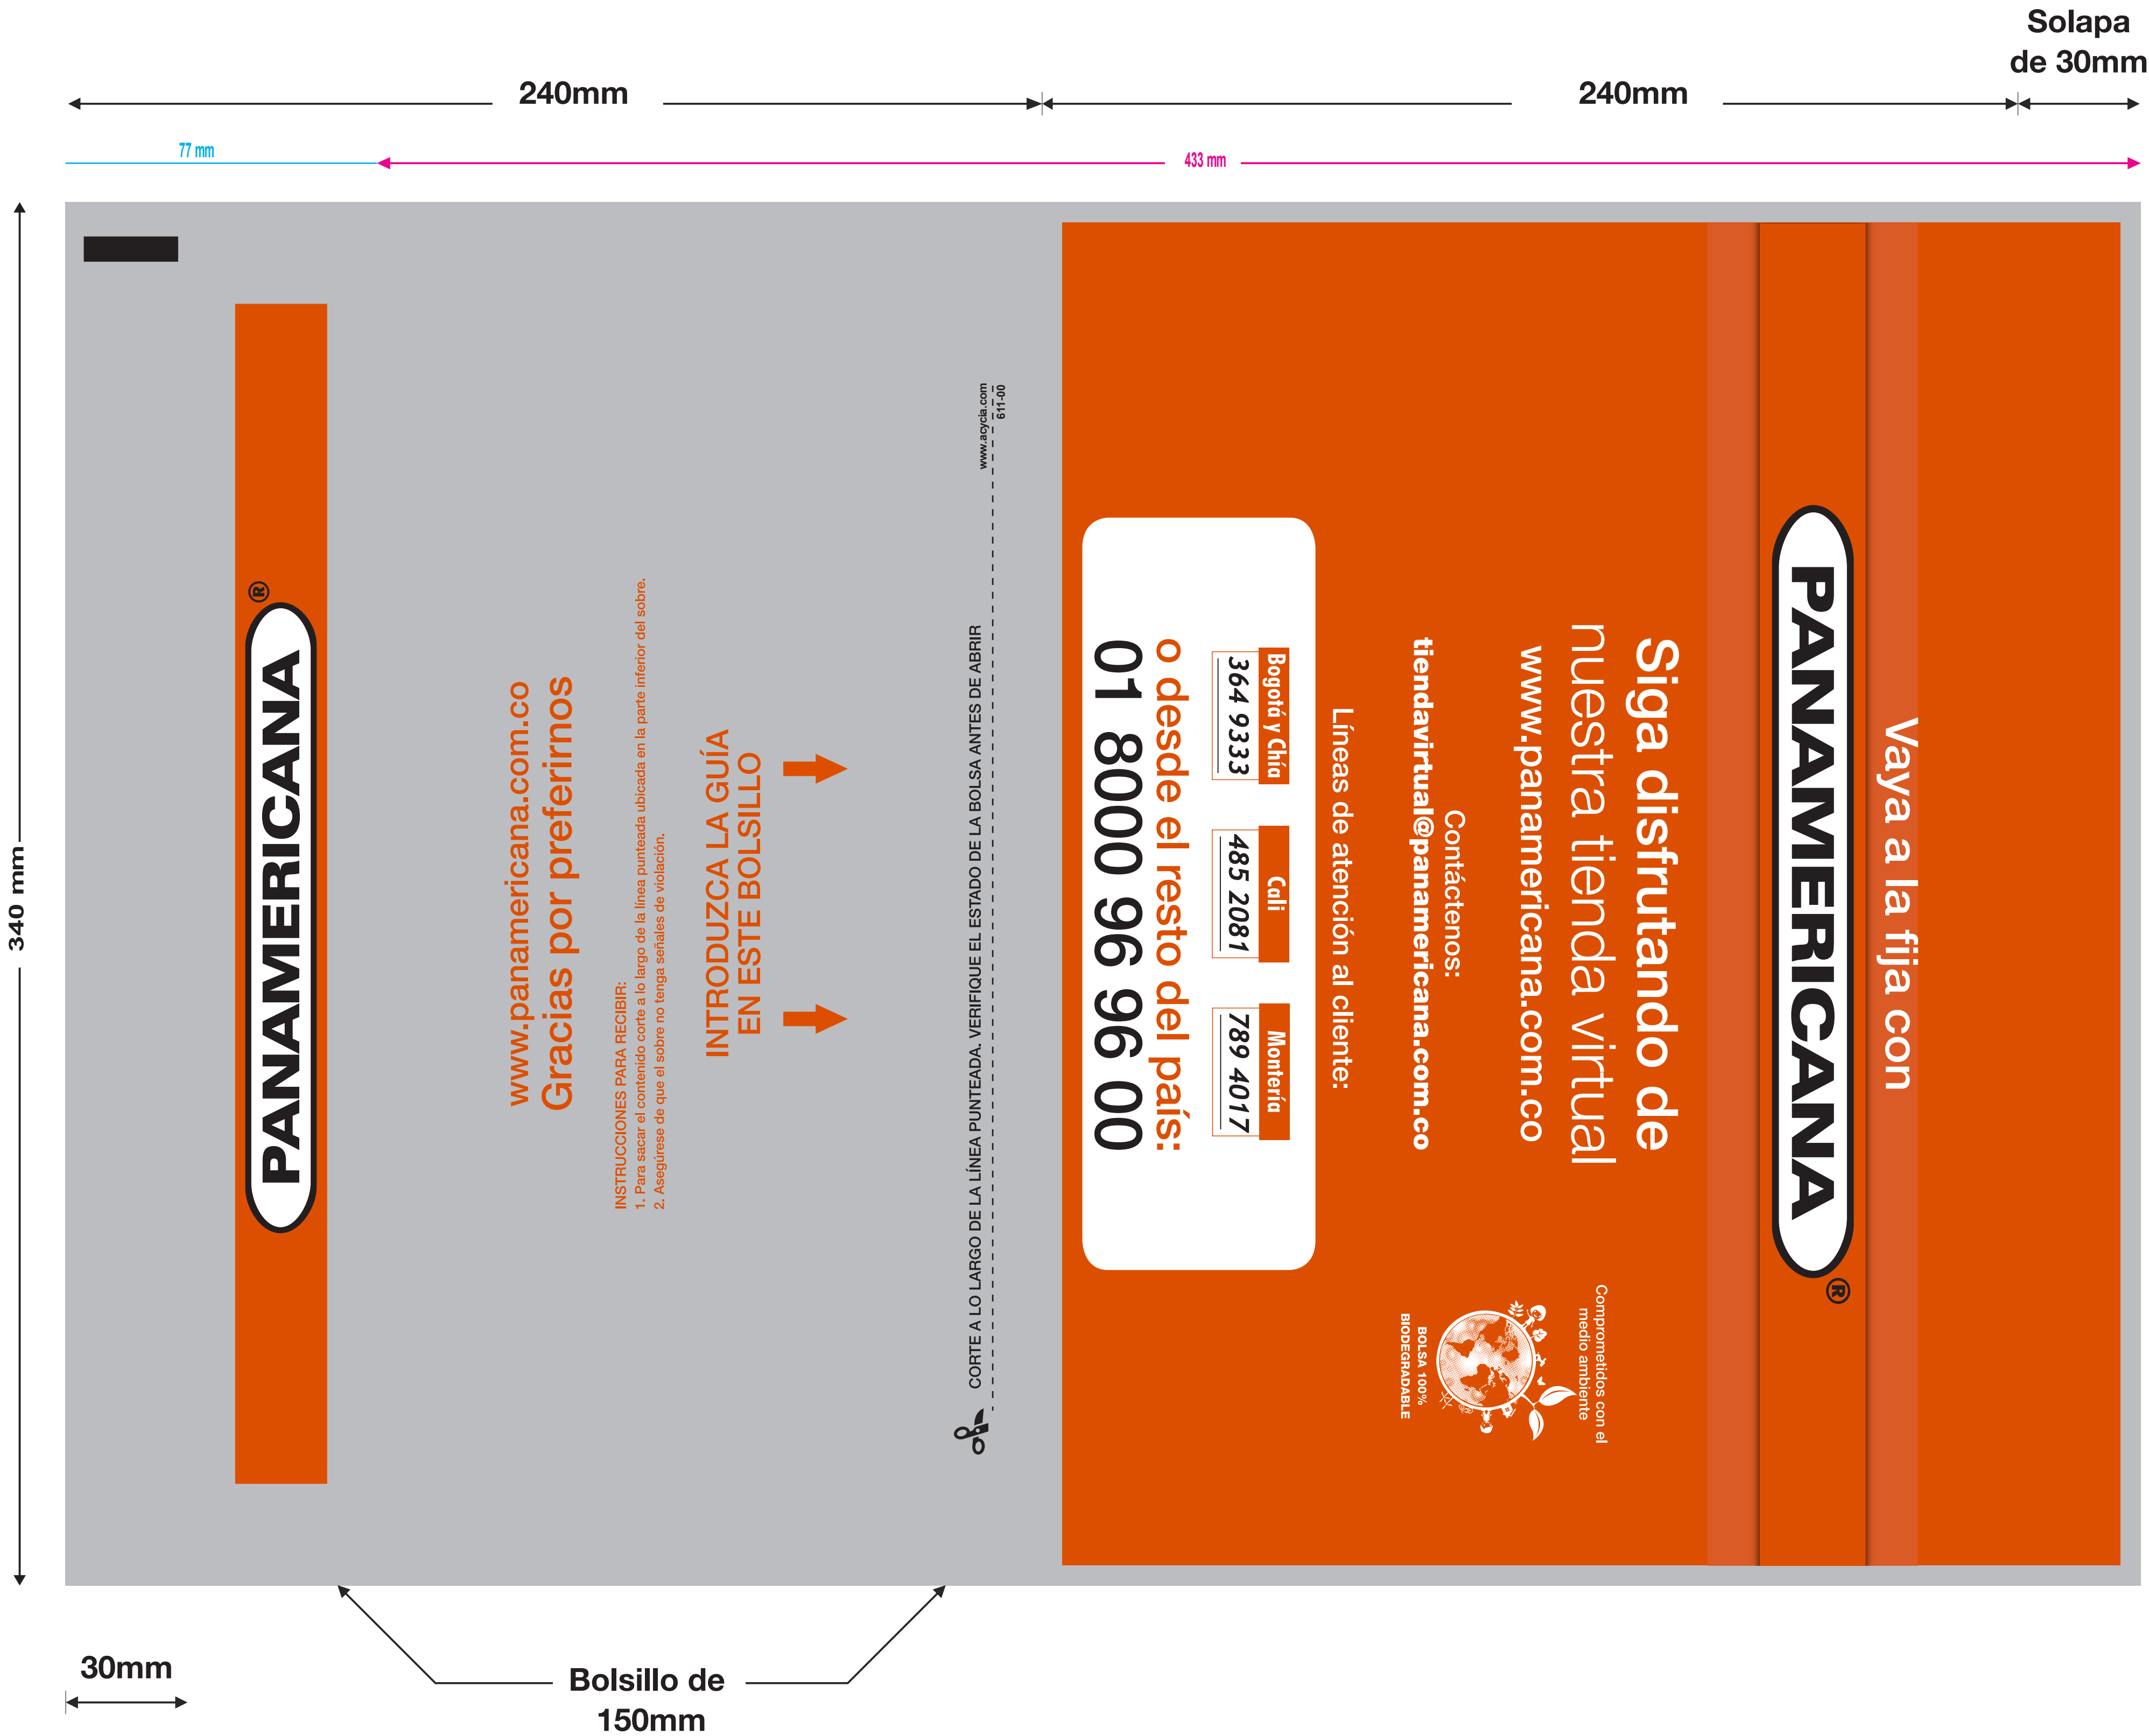 Solapa
de 30mm
240mm
240mm
77 mm
433 mm
340 mm
PANAMERICANA®
www.panamericana.com.co
Gracias por preferirnos
INSTRUCCIONES PARA RECIBIR:
1. Para sacar el contenido corte a lo largo de la línea punteada ubicada en la parte inferior del sobre.
2. Asegúrese de que el sobre no tenga señales de violación.
INTRODUZCA LA GUÍA
EN ESTE BOLSILLO
CORTE A LO LARGO DE LA LÍNEA PUNTEADA. VERIFIQUE EL ESTADO DE LA BOLSA ANTES DE ABRIR
www.acycia.com
611-00
Vaya a la fija con
PANAMERICANA®
Siga disfrutando de
nuestra tienda virtual
www.panamericana.com.co
Contáctenos:
tiendavirtual@panamericana.com.co
Líneas de atención al cliente:
Bogotá y Chía
364 9333
Cali
485 2081
Montería
789 4017
o desde el resto del país:
01 8000 96 96 00
Comprometidos con el
medio ambiente
BOLSA 100%
BIODEGRADABLE
30mm
Bolsillo de
150mm